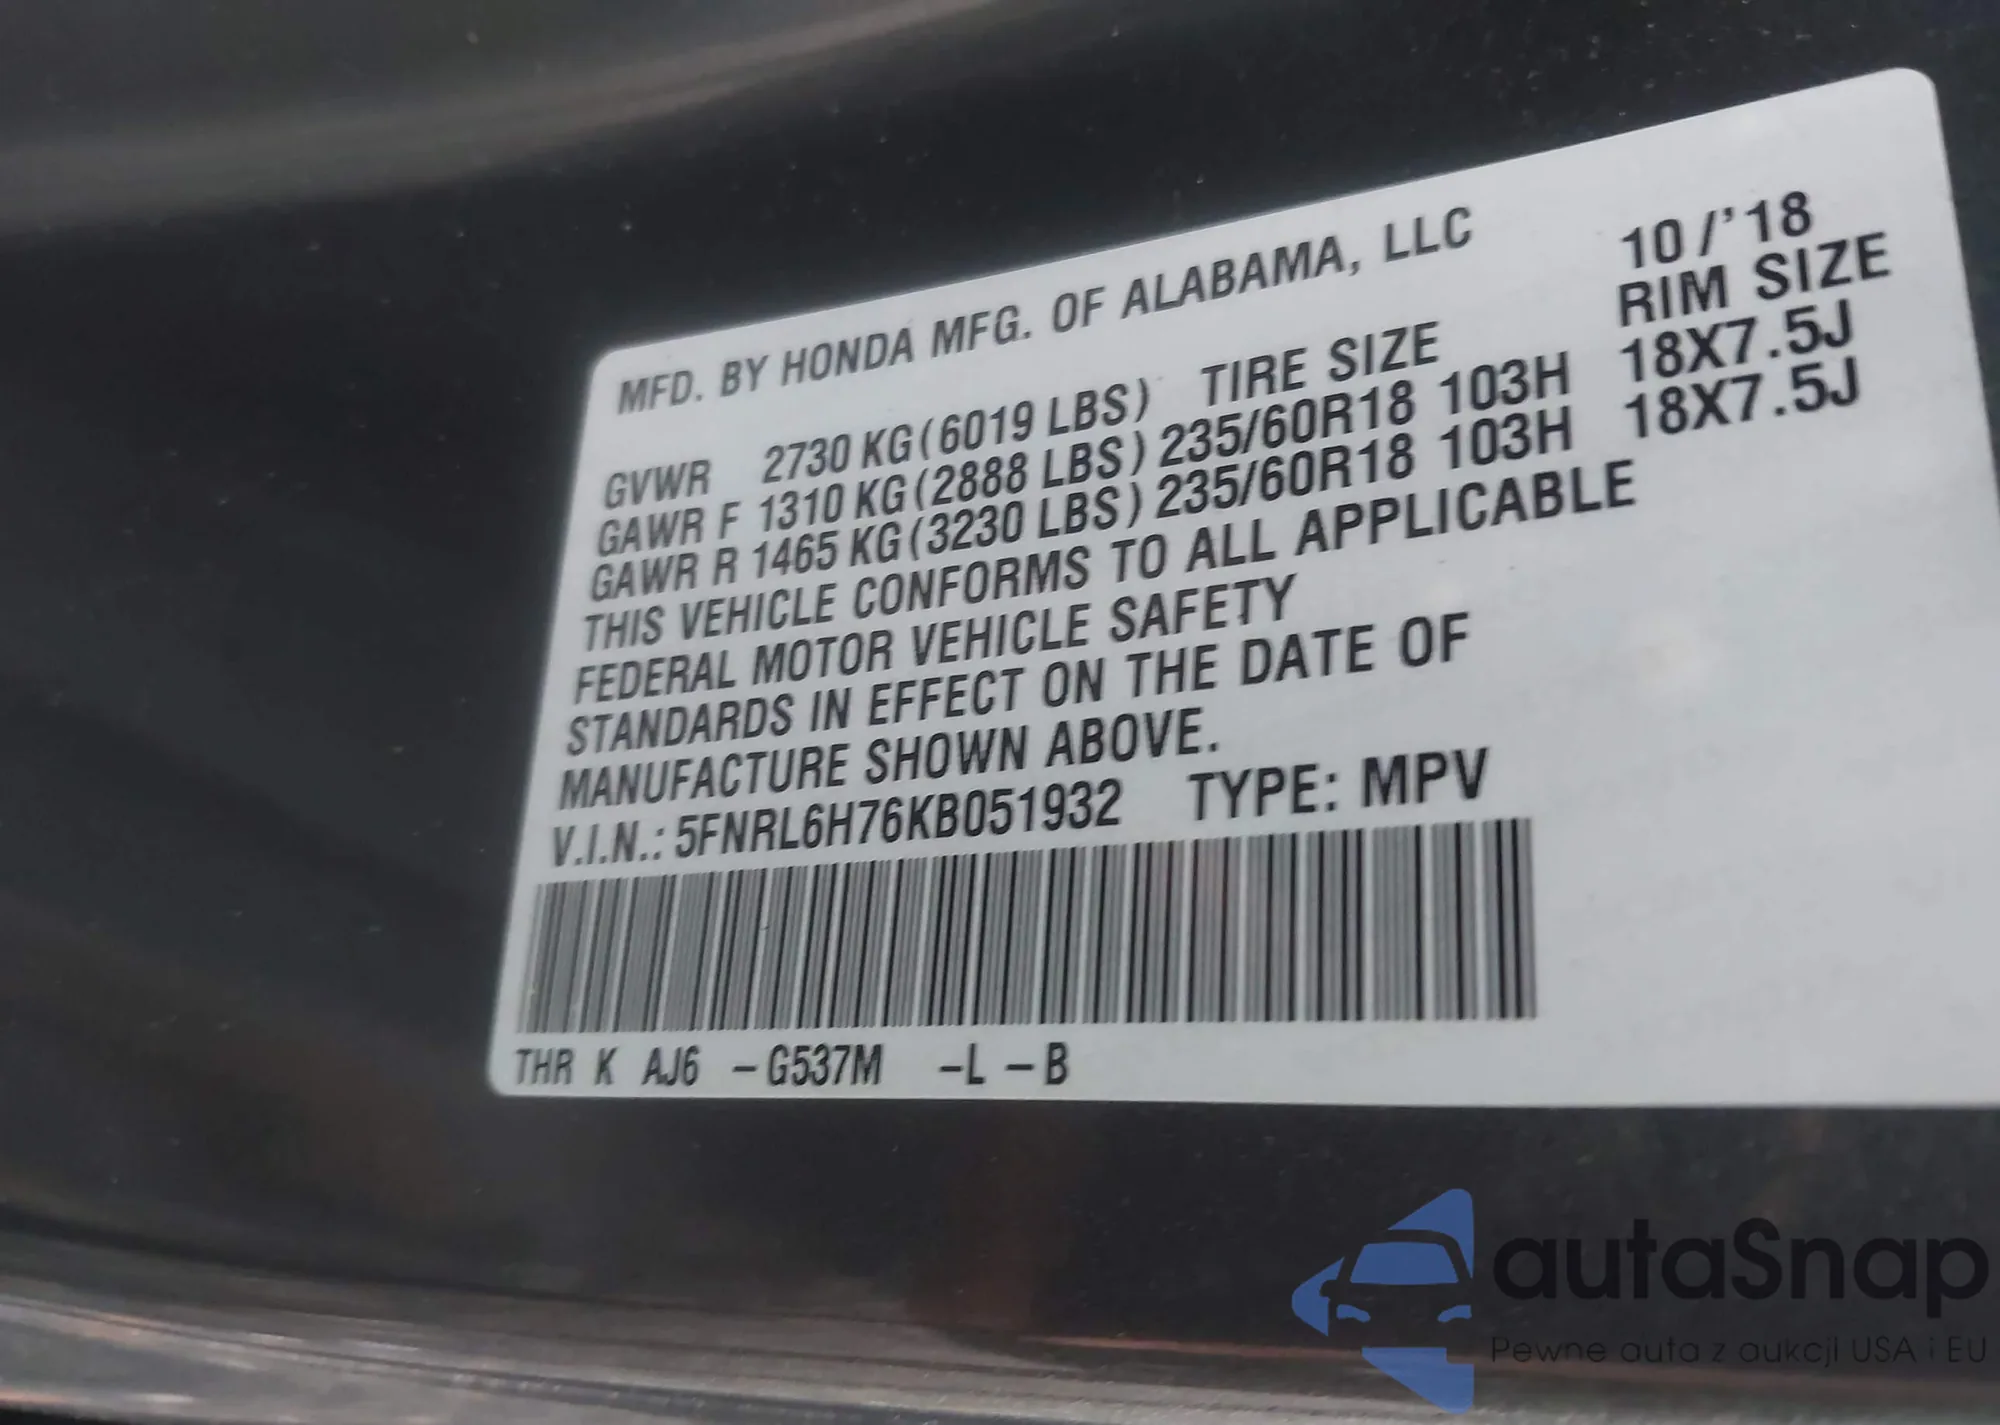 MFD. BY HONDA MFG. OF ALABAMA, LLC 10/'18
GVWR 2730 KG(6019 LBS) TIRE SIZE RIM SIZE
GAWR F 1310 KG(2888 LBS) 235/60R18 103H 18X7.5J
GAWR R 1465 KG(3230 LBS) 235/60R18 103H 18X7.5J
THIS VEHICLE CONFORMS TO ALL APPLICABLE
FEDERAL MOTOR VEHICLE SAFETY
STANDARDS IN EFFECT ON THE DATE OF
MANUFACTURE SHOWN ABOVE.
V.I.N.: 5FNRL6H76KB051932 TYPE: MPV
THR K AJ6 -G537M -L -B
autaSnap
Pewne auta z aukcji USA i EU